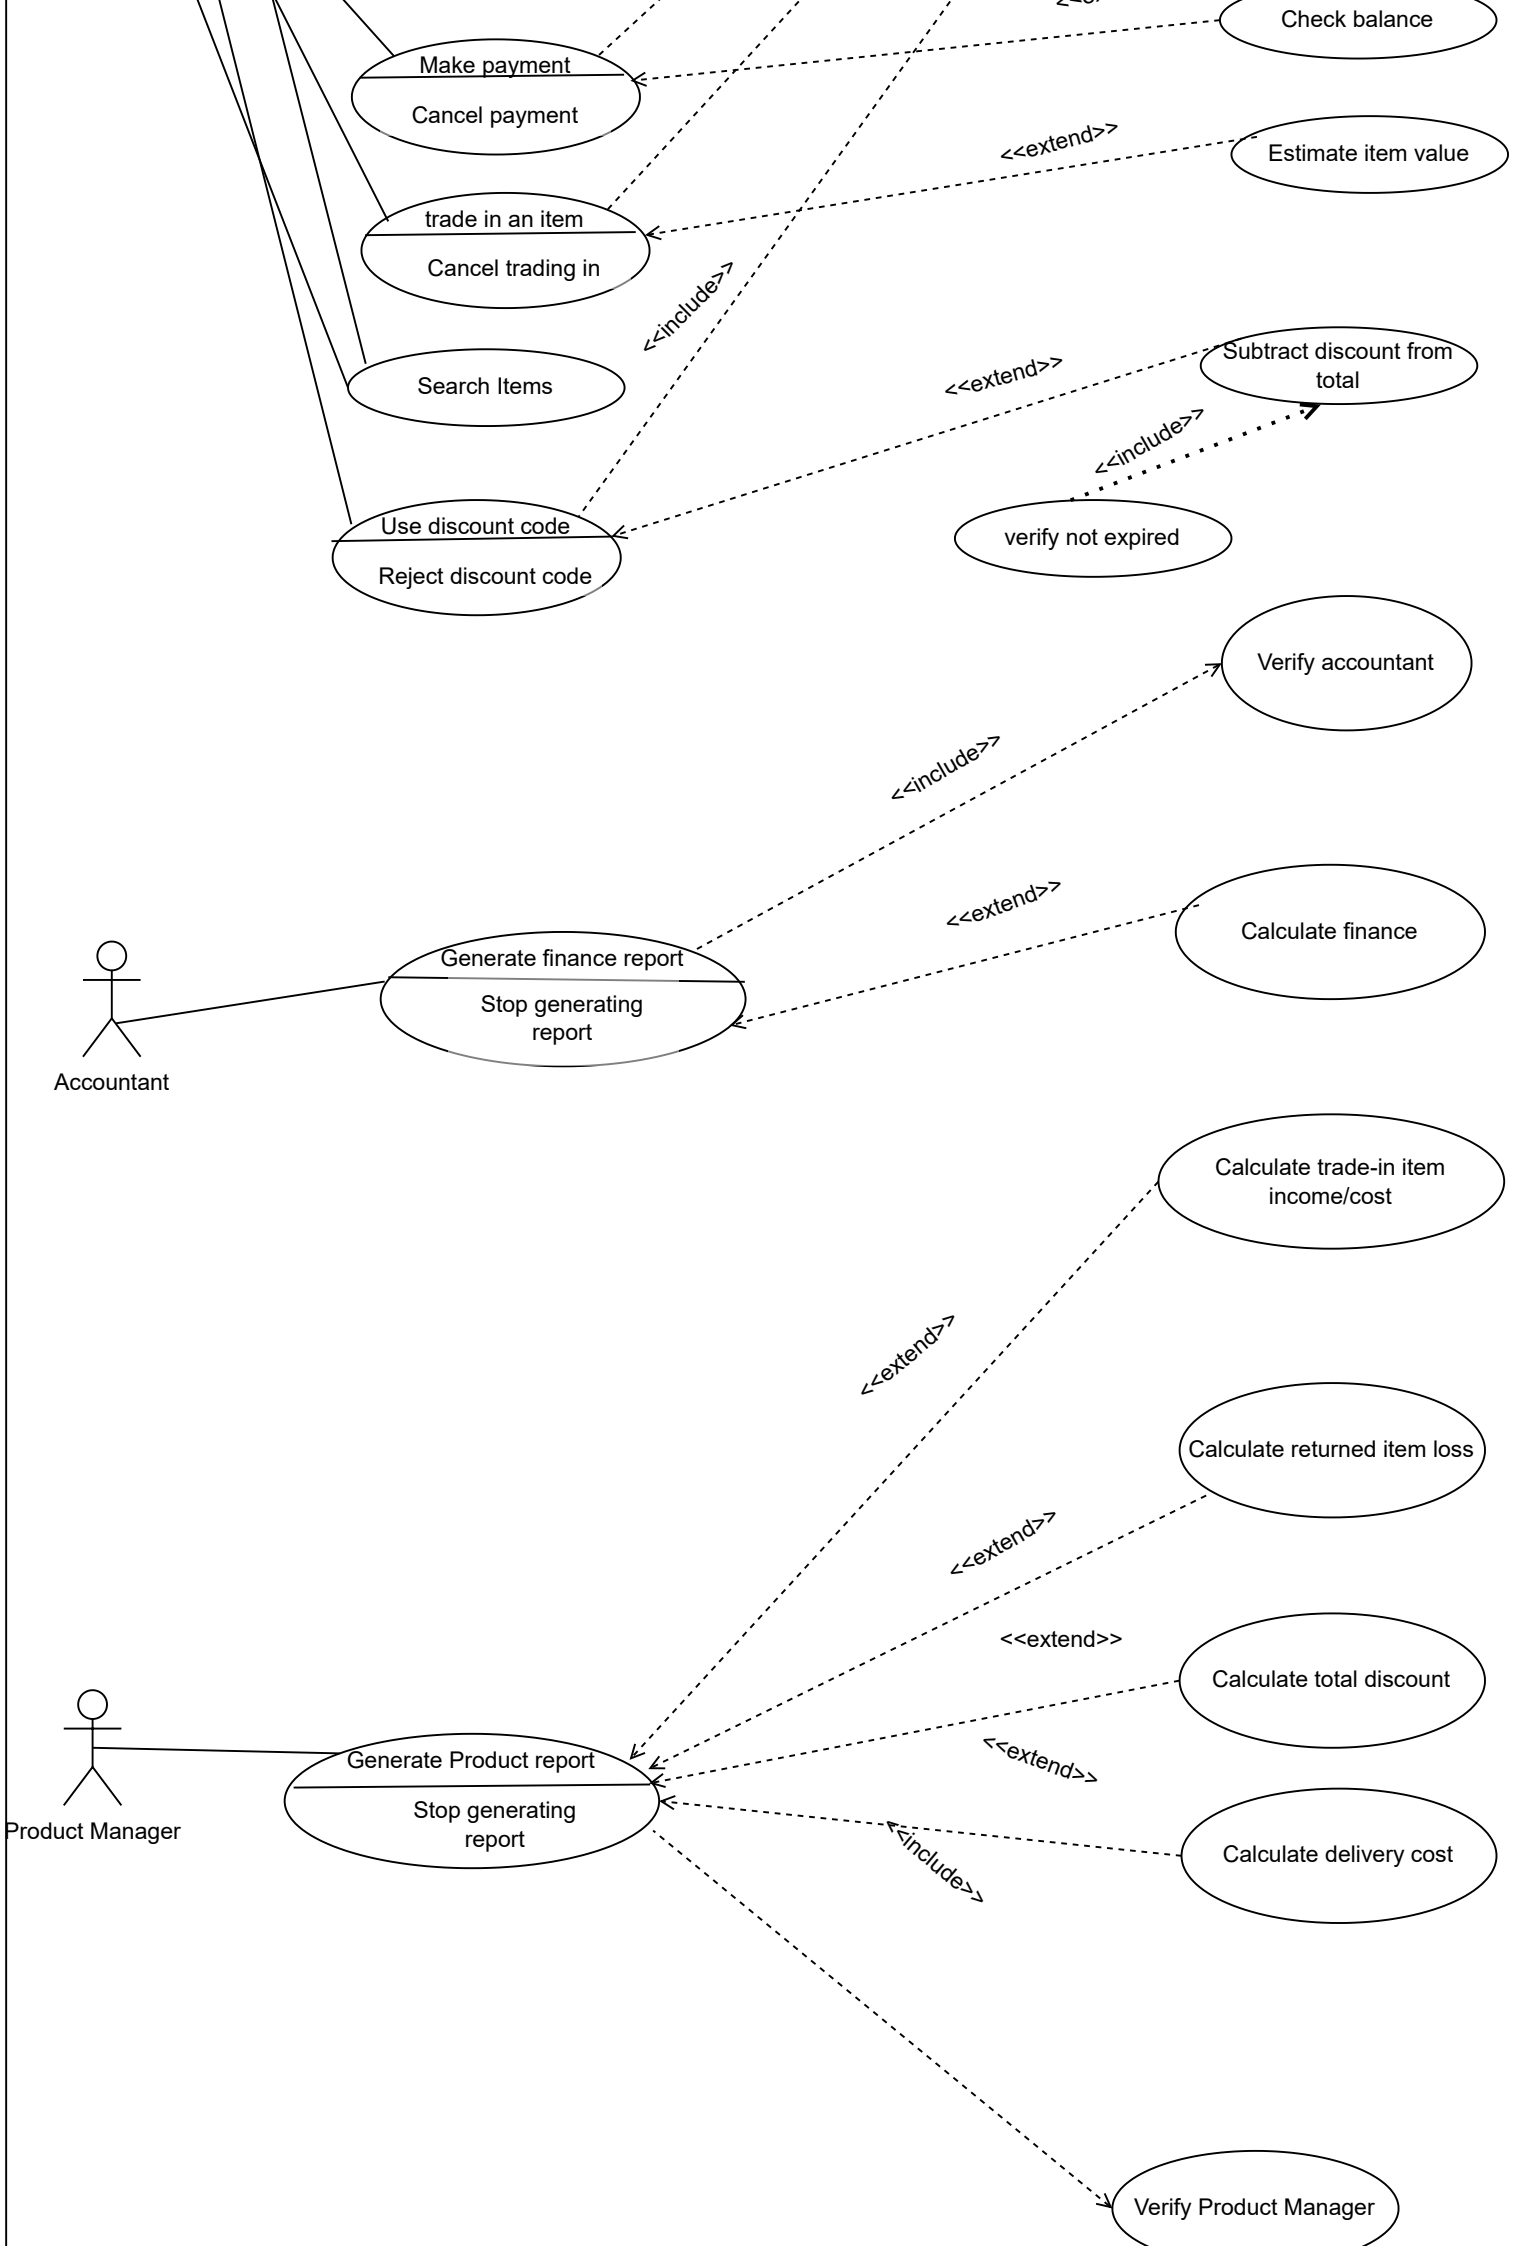 Check balance
Make payment
Cancel payment
<<extend>>
Estimate item value
trade in an item
Cancel trading in
<<include>>
Subtract discount from
total
<<extend>>
Search Items
<<include>>
Use discount code
Reject discount code
verify not expired
Verify accountant
<<include>>
<<extend>>
Calculate finance
Generate finance report
Stop generating
report
Accountant
Calculate trade-in item
income/cost
<<extend>>
Calculate returned item loss
<<extend>>
<<extend>>
Calculate total discount
<<extend>>
Generate Product report
Stop generating
report
Product Manager
<<include>>
Calculate delivery cost
Verify Product Manager